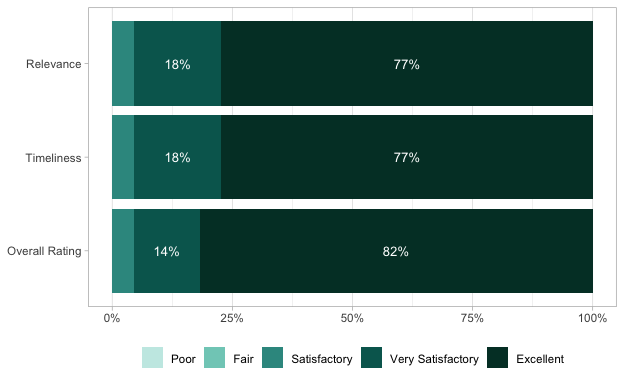 Relevance 18% 77%
Timeliness 18% 77%
Overall Rating 14% 82%
0% 25% 50% 75% 100%
Poor Fair Satisfactory Very Satisfactory Excellent